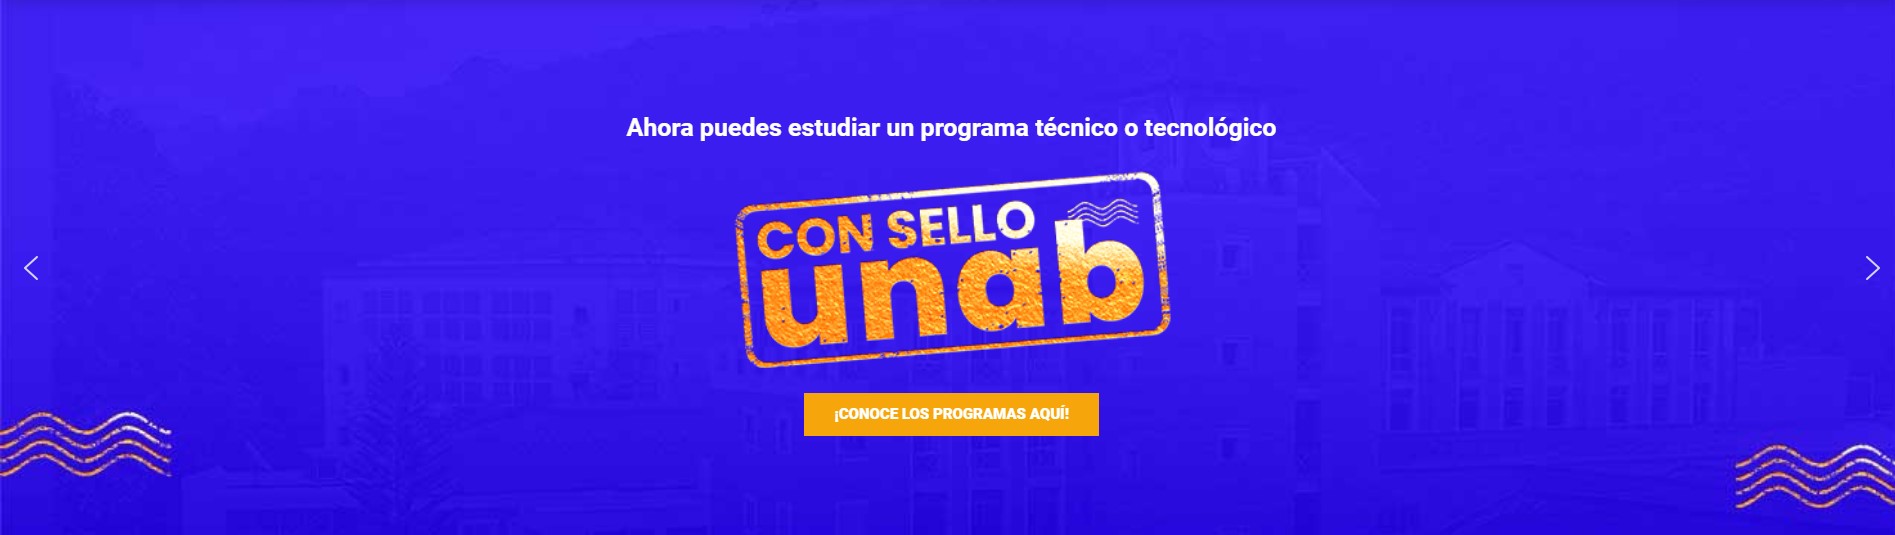 Ahora puedes estudiar un programa técnico o tecnológico
CON SELLO
unab
¡CONOCE LOS PROGRAMAS AQUÍ!